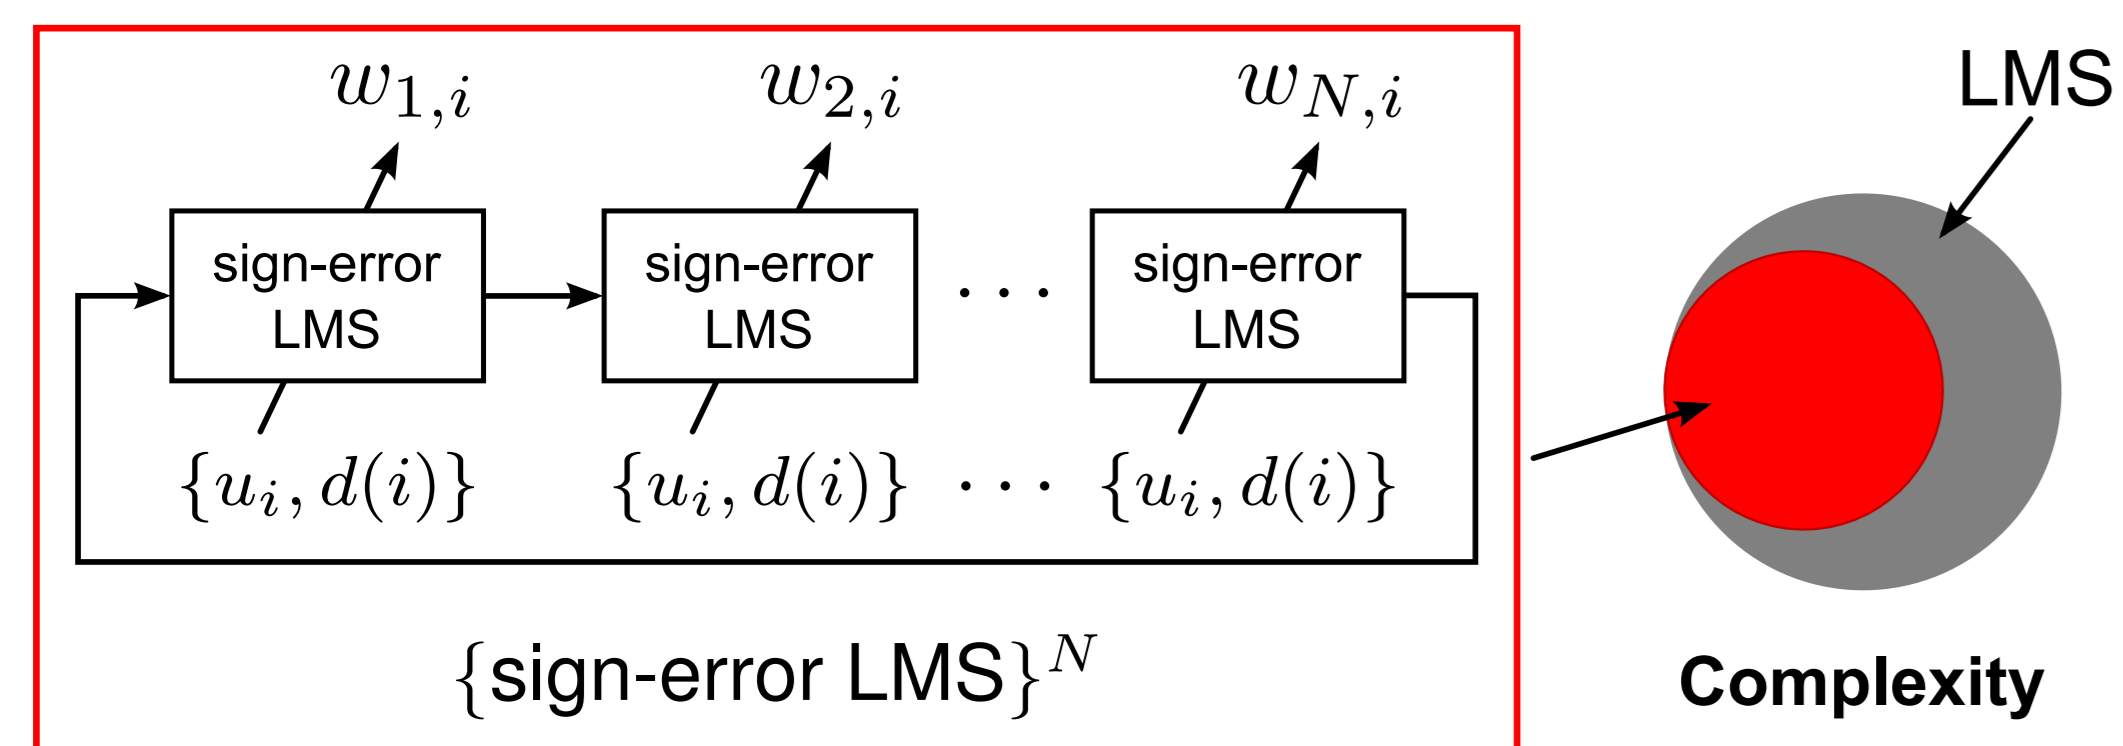 w_{1,i} w_{2,i} w_{N,i}
LMS
sign-error
LMS
sign-error
LMS
· · ·
sign-error
LMS
{u_i, d(i)} {u_i, d(i)} · · · {u_i, d(i)}
{sign-error LMS}^N
Complexity